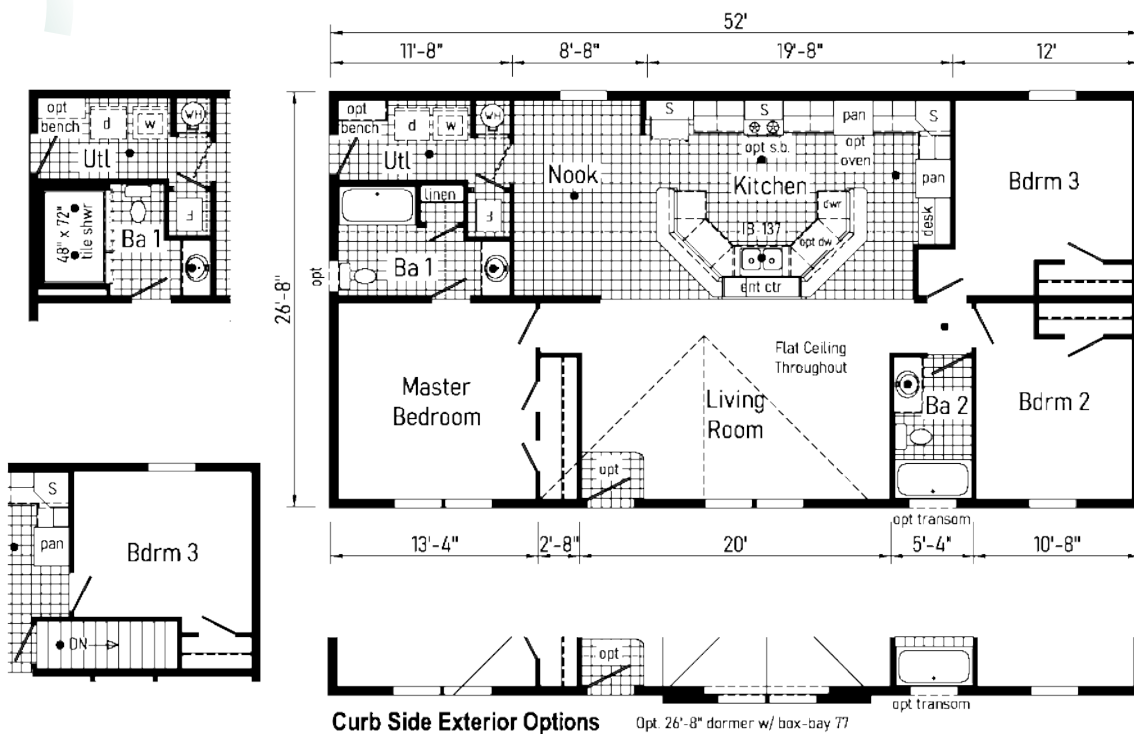 52'
11'-8" 8'-8" 19'-8" 12'
26'-8"
opt
bench
d
w
WH
Utl
48" x 72"
tile shwr
Ba 1
F
opt
bench
d
w
WH
Utl
linen
F
Ba 1
opt
Nook
S
S
opt s.b.
pan
S
opt
oven
pan
desk
Kitchen
IB-137
dwr
opt dw
ent ctr
Bdrm 3
Master
Bedroom
Flat Ceiling
Throughout
Living
Room
opt
Ba 2
Bdrm 2
opt transom
13'-4" 2'-8" 20' 5'-4" 10'-8"
S
pan
Bdrm 3
DN
opt
opt transom
Curb Side Exterior Options
Opt. 26'-8" dormer w/ box-bay 77